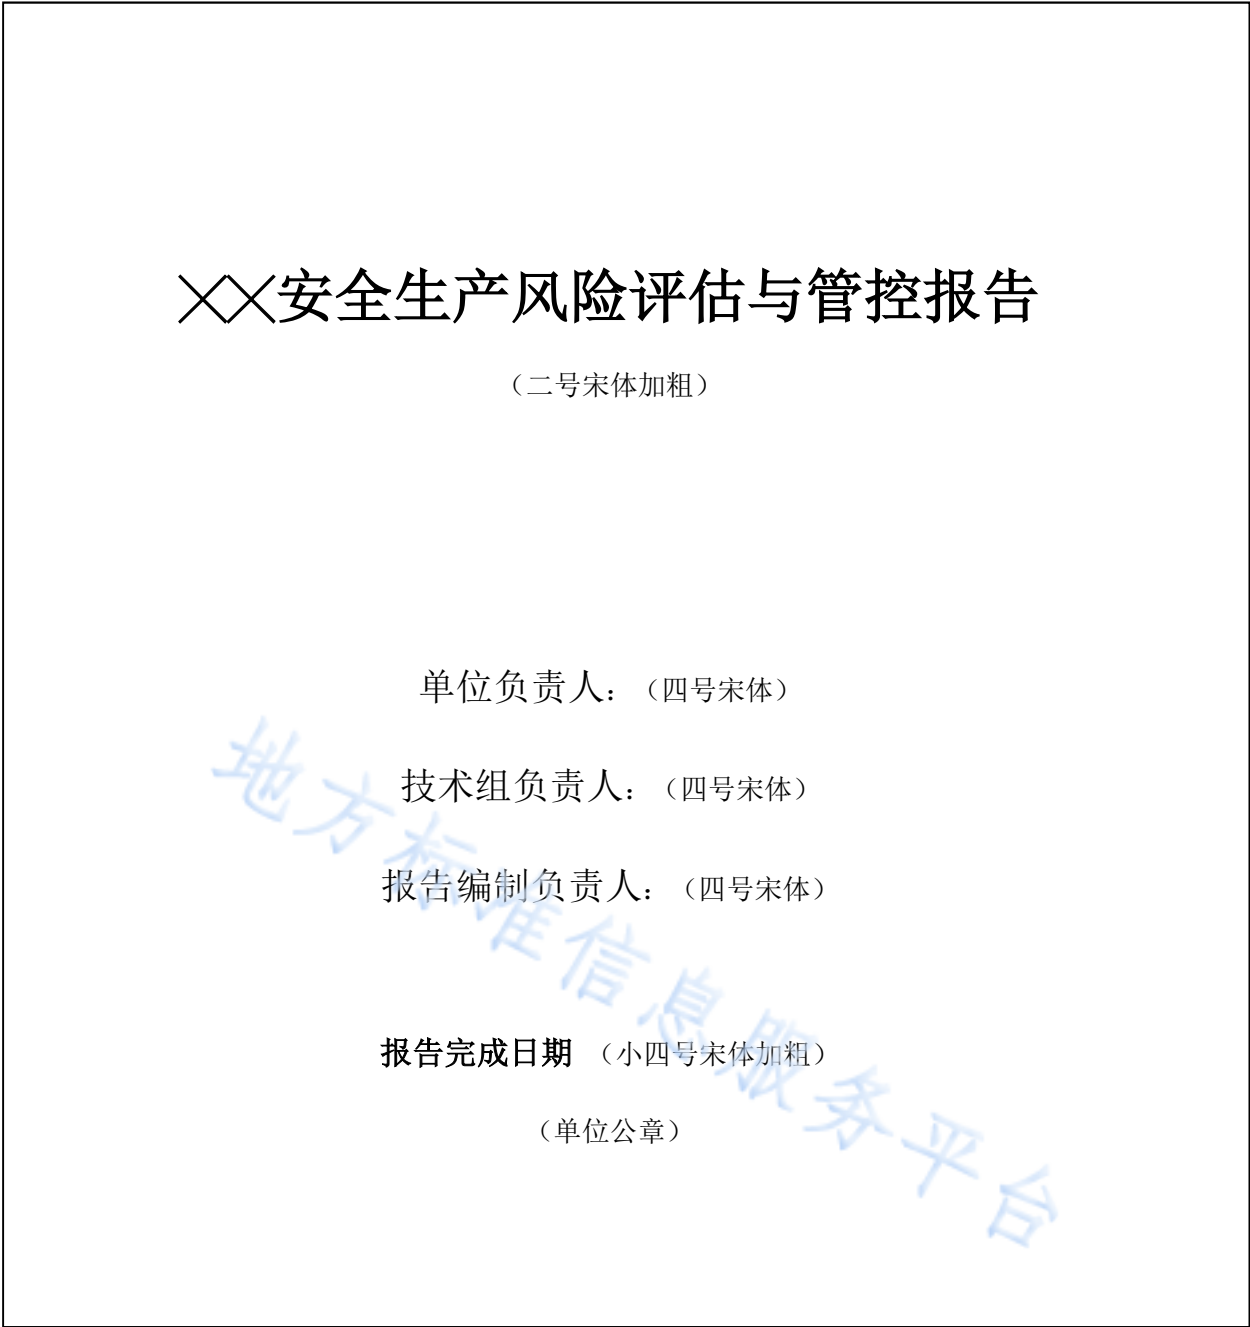 ××安全生产风险评估与管控报告
（二号宋体加粗）
单位负责人：（四号宋体）
技术组负责人：（四号宋体）
报告编制负责人：（四号宋体）
报告完成日期 （小四号宋体加粗）
（单位公章）
地方标准信息服务平台